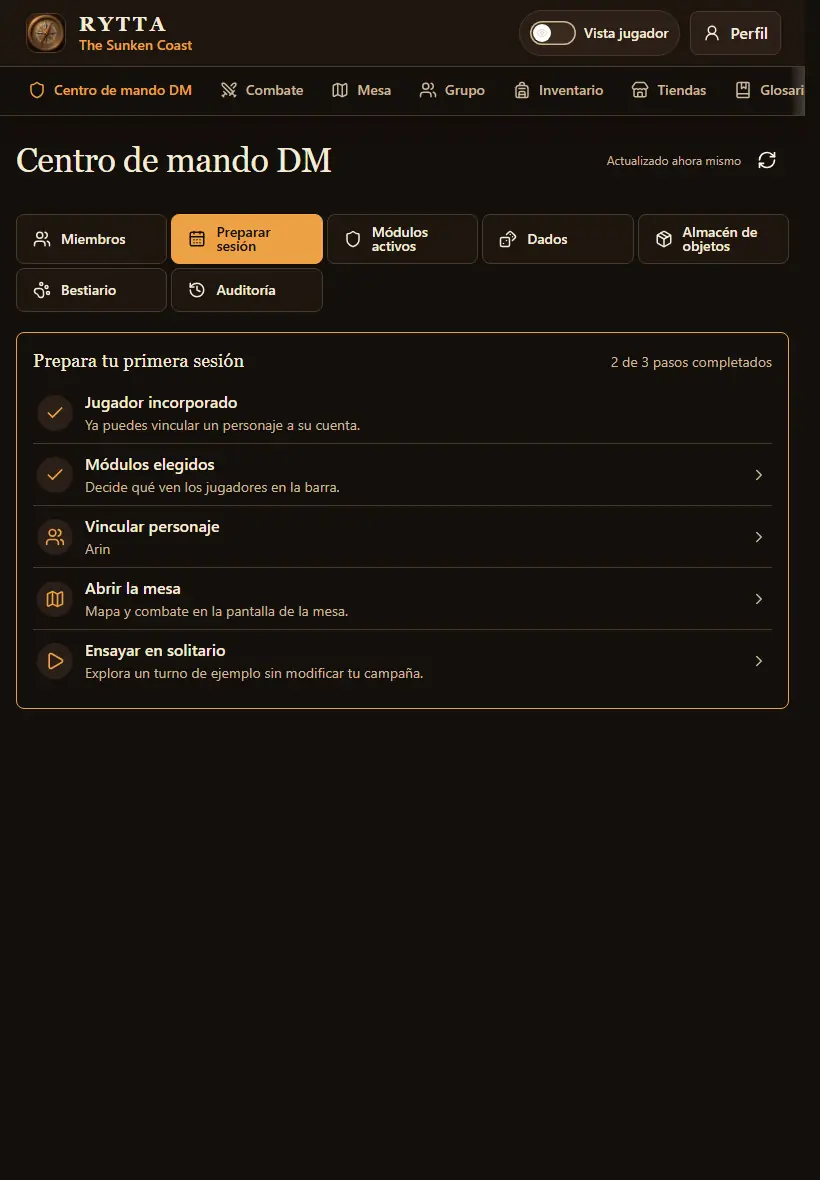 RYTTA
The Sunken Coast
Vista jugador
Perfil
Centro de mando DM
Combate
Mesa
Grupo
Inventario
Tiendas
Glosari
Centro de mando DM
Actualizado ahora mismo
Miembros
Preparar
sesión
Módulos
activos
Dados
Almacén de
objetos
Bestiario
Auditoría
Prepara tu primera sesión
2 de 3 pasos completados
Jugador incorporado
Ya puedes vincular un personaje a su cuenta.
Módulos elegidos
Decide qué ven los jugadores en la barra.
Vincular personaje
Arin
Abrir la mesa
Mapa y combate en la pantalla de la mesa.
Ensayar en solitario
Explora un turno de ejemplo sin modificar tu campaña.